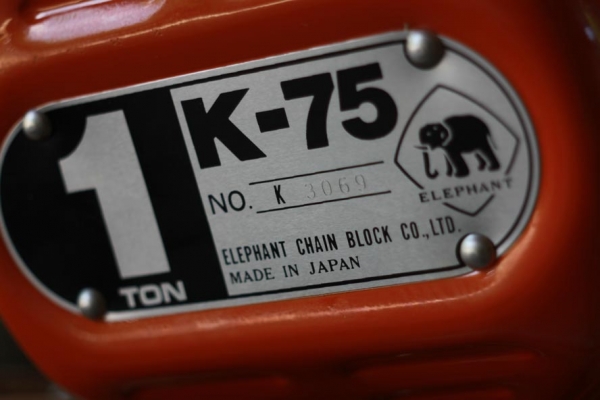 1
TON
K-75
NO. K 3069
ELEPHANT
ELEPHANT CHAIN BLOCK CO.,LTD.
MADE IN JAPAN